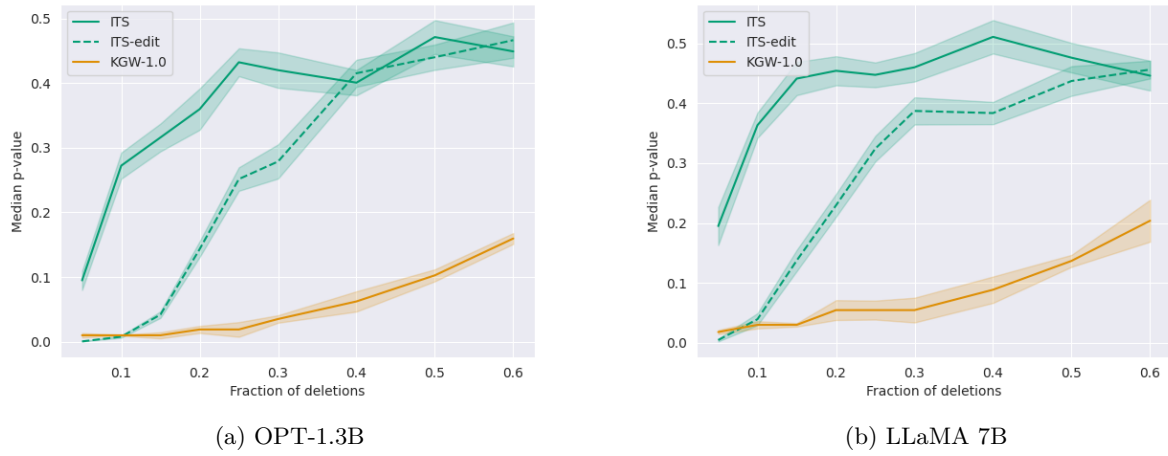 ITS
ITS-edit
KGW-1.0
0.5
0.4
0.3
0.2
0.1
0.0
Median p-value
0.1 0.2 0.3 0.4 0.5 0.6
Fraction of deletions
(a) OPT-1.3B
ITS
ITS-edit
KGW-1.0
0.5
0.4
0.3
0.2
0.1
0.0
Median p-value
0.1 0.2 0.3 0.4 0.5 0.6
Fraction of deletions
(b) LLaMA 7B